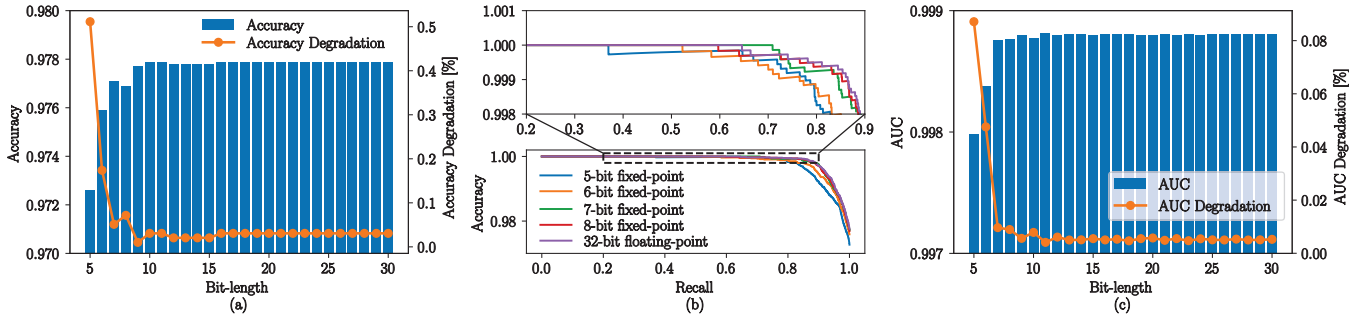 0.980
0.978
0.976
0.974
0.972
0.970
Accuracy
Accuracy
Accuracy Degradation
0.5
0.4
0.3
0.2
0.1
0.0
Accuracy Degradation [%]
5
10
15
20
25
30
Bit-length
(a)
1.001
1.000
0.999
0.998
0.2
0.3
0.4
0.5
0.6
0.7
0.8
0.9
1.00
0.98
Accuracy
5-bit fixed-point
6-bit fixed-point
7-bit fixed-point
8-bit fixed-point
32-bit floating-point
0.0
0.2
0.4
0.6
0.8
1.0
Recall
(b)
0.999
0.998
0.997
AUC
AUC
AUC Degradation
0.08
0.06
0.04
0.02
0.00
AUC Degradation [%]
5
10
15
20
25
30
Bit-length
(c)